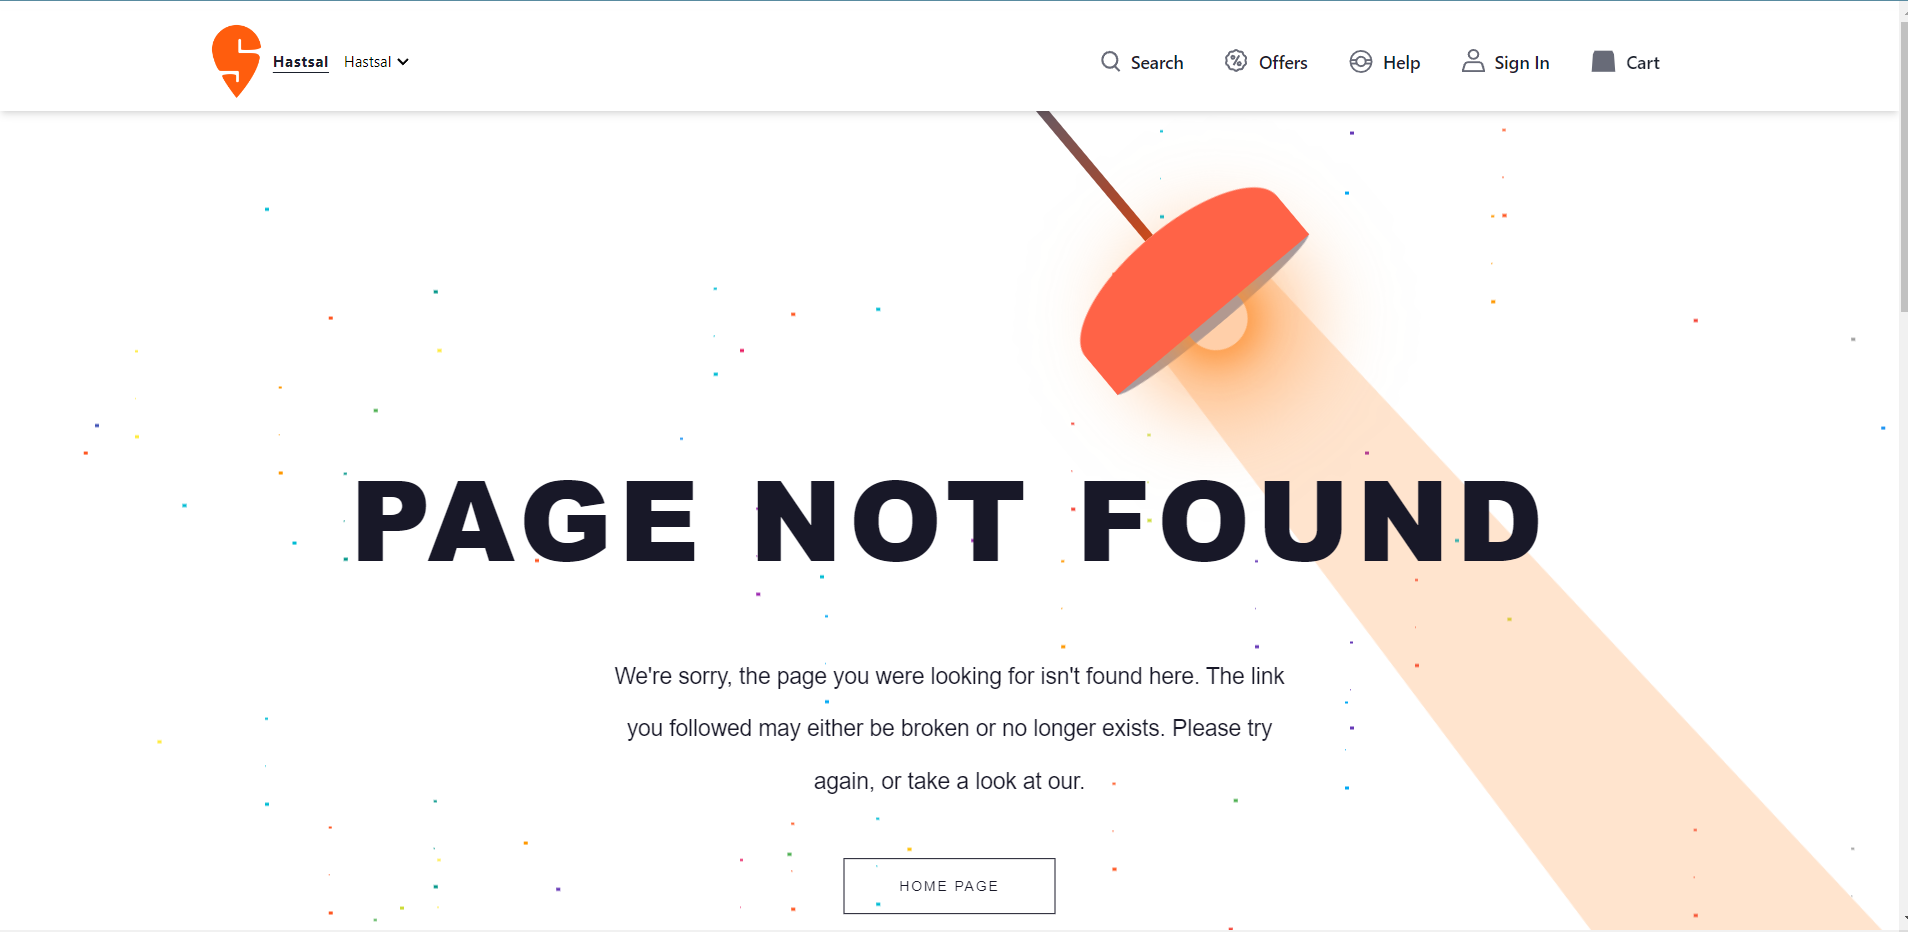 Hastsal Hastsal Search Offers Help Sign In Cart
PAGE NOT FOUND
We're sorry, the page you were looking for isn't found here. The link
you followed may either be broken or no longer exists. Please try
again, or take a look at our.
HOME PAGE